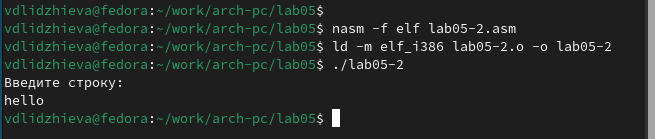 vdlidzhieva@fedora:~/work/arch-pc/lab05$
vdlidzhieva@fedora:~/work/arch-pc/lab05$ nasm -f elf lab05-2.asm
vdlidzhieva@fedora:~/work/arch-pc/lab05$ ld -m elf_i386 lab05-2.o -o lab05-2
vdlidzhieva@fedora:~/work/arch-pc/lab05$ ./lab05-2
Введите строку:
hello
vdlidzhieva@fedora:~/work/arch-pc/lab05$